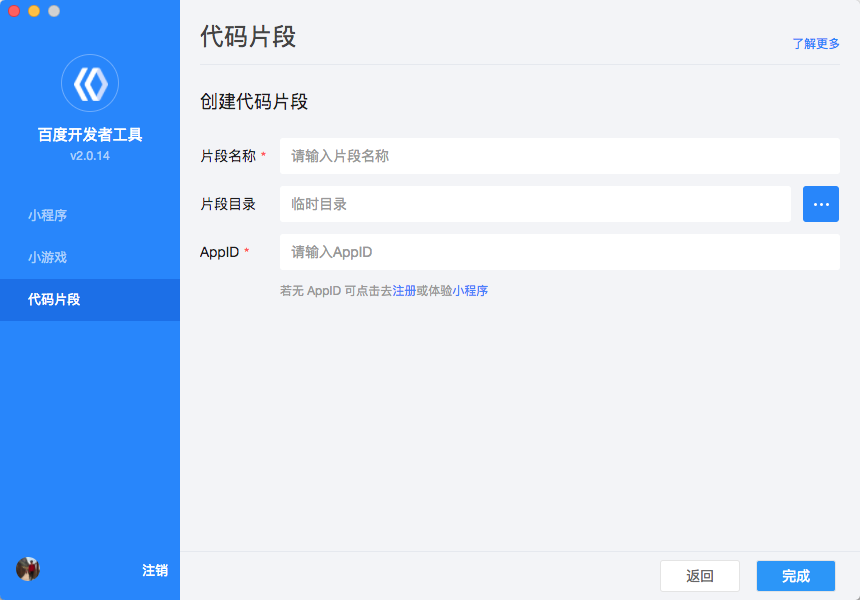 百度开发者工具
v2.0.14
小程序
小游戏
代码片段
注销
代码片段
了解更多
创建代码片段
片段名称 * 请输入片段名称
片段目录 临时目录 ...
AppID * 请输入AppID
若无 AppID 可点击去注册或体验小程序
返回 完成